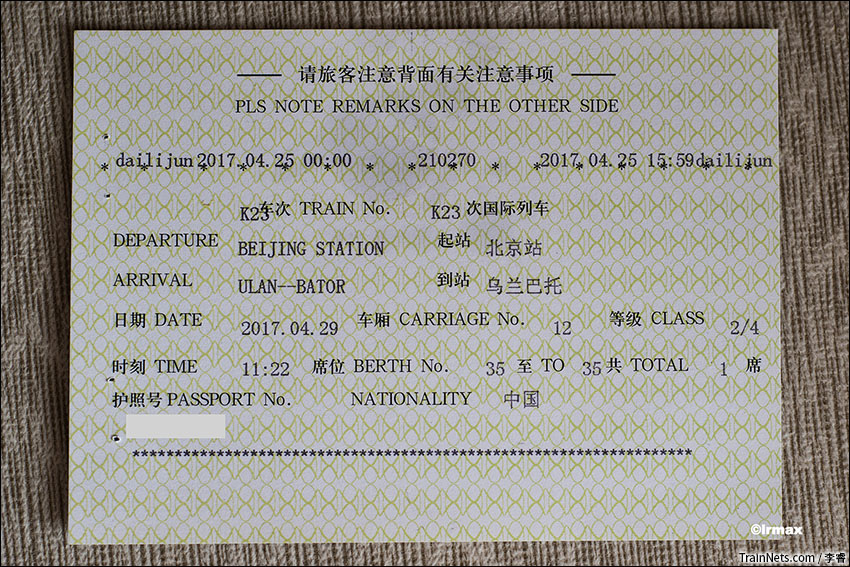 请旅客注意背面有关注意事项
PLS NOTE REMARKS ON THE OTHER SIDE
dailijun 2017.04.25 00:00 210270 2017.04.25 15:59dailijun
* * * * * * * * * * * * * * * *
K23车次 TRAIN No. K23 次国际列车
DEPARTURE BEIJING STATION 起站 北京站
ARRIVAL ULAN--BATOR 到站 乌兰巴托
日期 DATE 2017.04.29 车厢 CARRIAGE No. 12 等级 CLASS 2/4
时刻 TIME 11:22 席位 BERTH No. 35 至 TO 35 共 TOTAL 1 席
护照号 PASSPORT No. NATIONALITY 中国
******************************************************************
©lrmax
TrainNets.com / 李睿